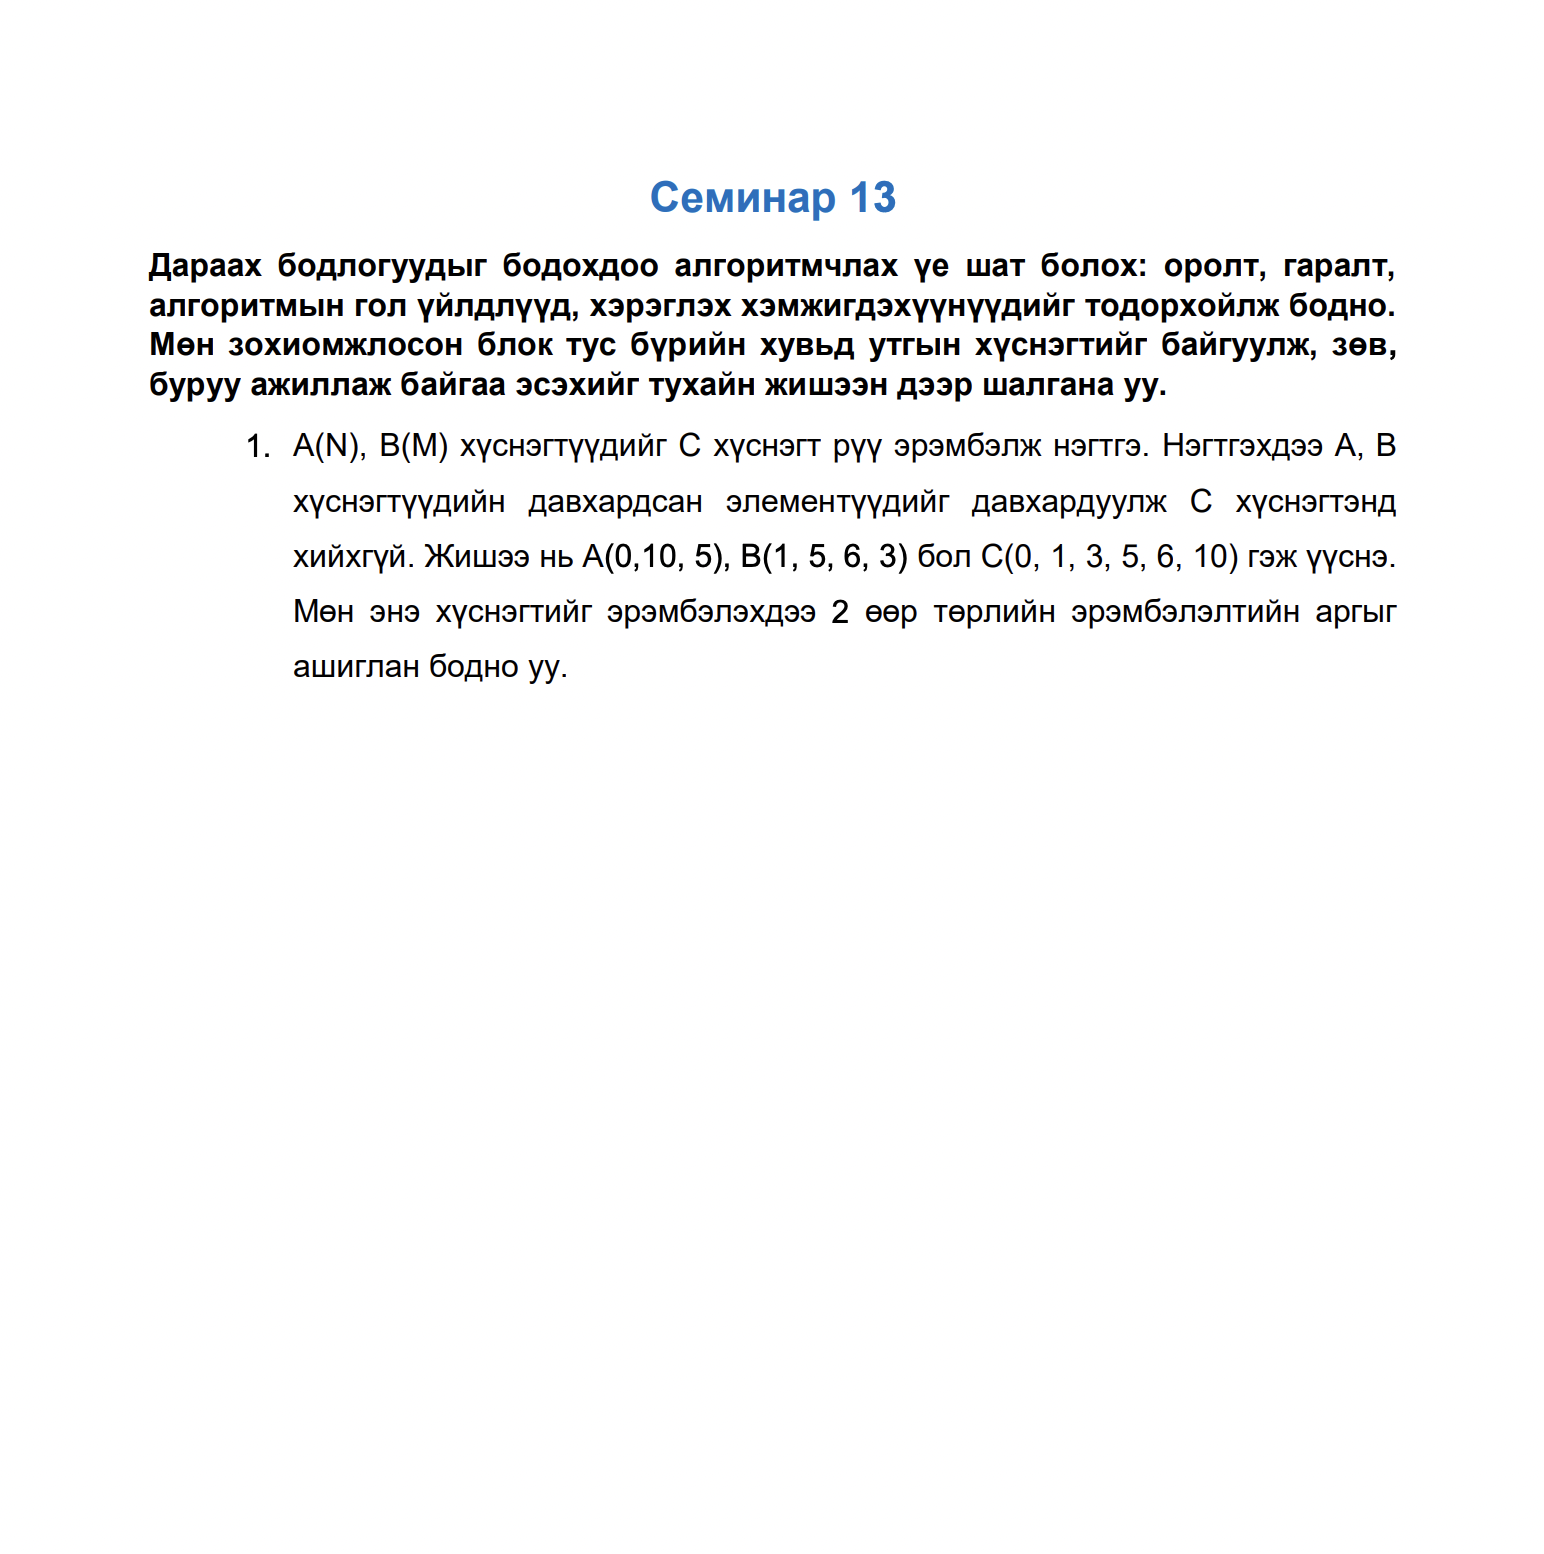 Семинар 13
Дараах бодлогуудыг бодохдоо алгоритмчлах үе шат болох: оролт, гаралт,
алгоритмын гол үйлдлүүд, хэрэглэх хэмжигдэхүүнүүдийг тодорхойлж бодно.
Мөн зохиомжлосон блок тус бүрийн хувьд утгын хүснэгтийг байгуулж, зөв,
буруу ажиллаж байгаа эсэхийг тухайн жишээн дээр шалгана уу.
1. A(N), B(M) хүснэгтүүдийг C хүснэгт рүү эрэмбэлж нэгтгэ. Нэгтгэхдээ A, B
хүснэгтүүдийн давхардсан элементүүдийг давхардуулж C хүснэгтэнд
хийхгүй. Жишээ нь A(0,10, 5), B(1, 5, 6, 3) бол C(0, 1, 3, 5, 6, 10) гэж үүснэ.
Мөн энэ хүснэгтийг эрэмбэлэхдээ 2 өөр төрлийн эрэмбэлэлтийн аргыг
ашиглан бодно уу.